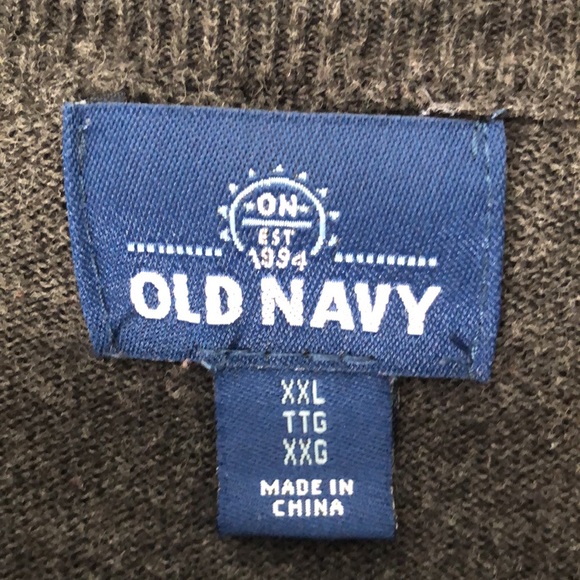 ON
EST
1994
OLD NAVY
XXL
TTG
XXG
MADE IN
CHINA